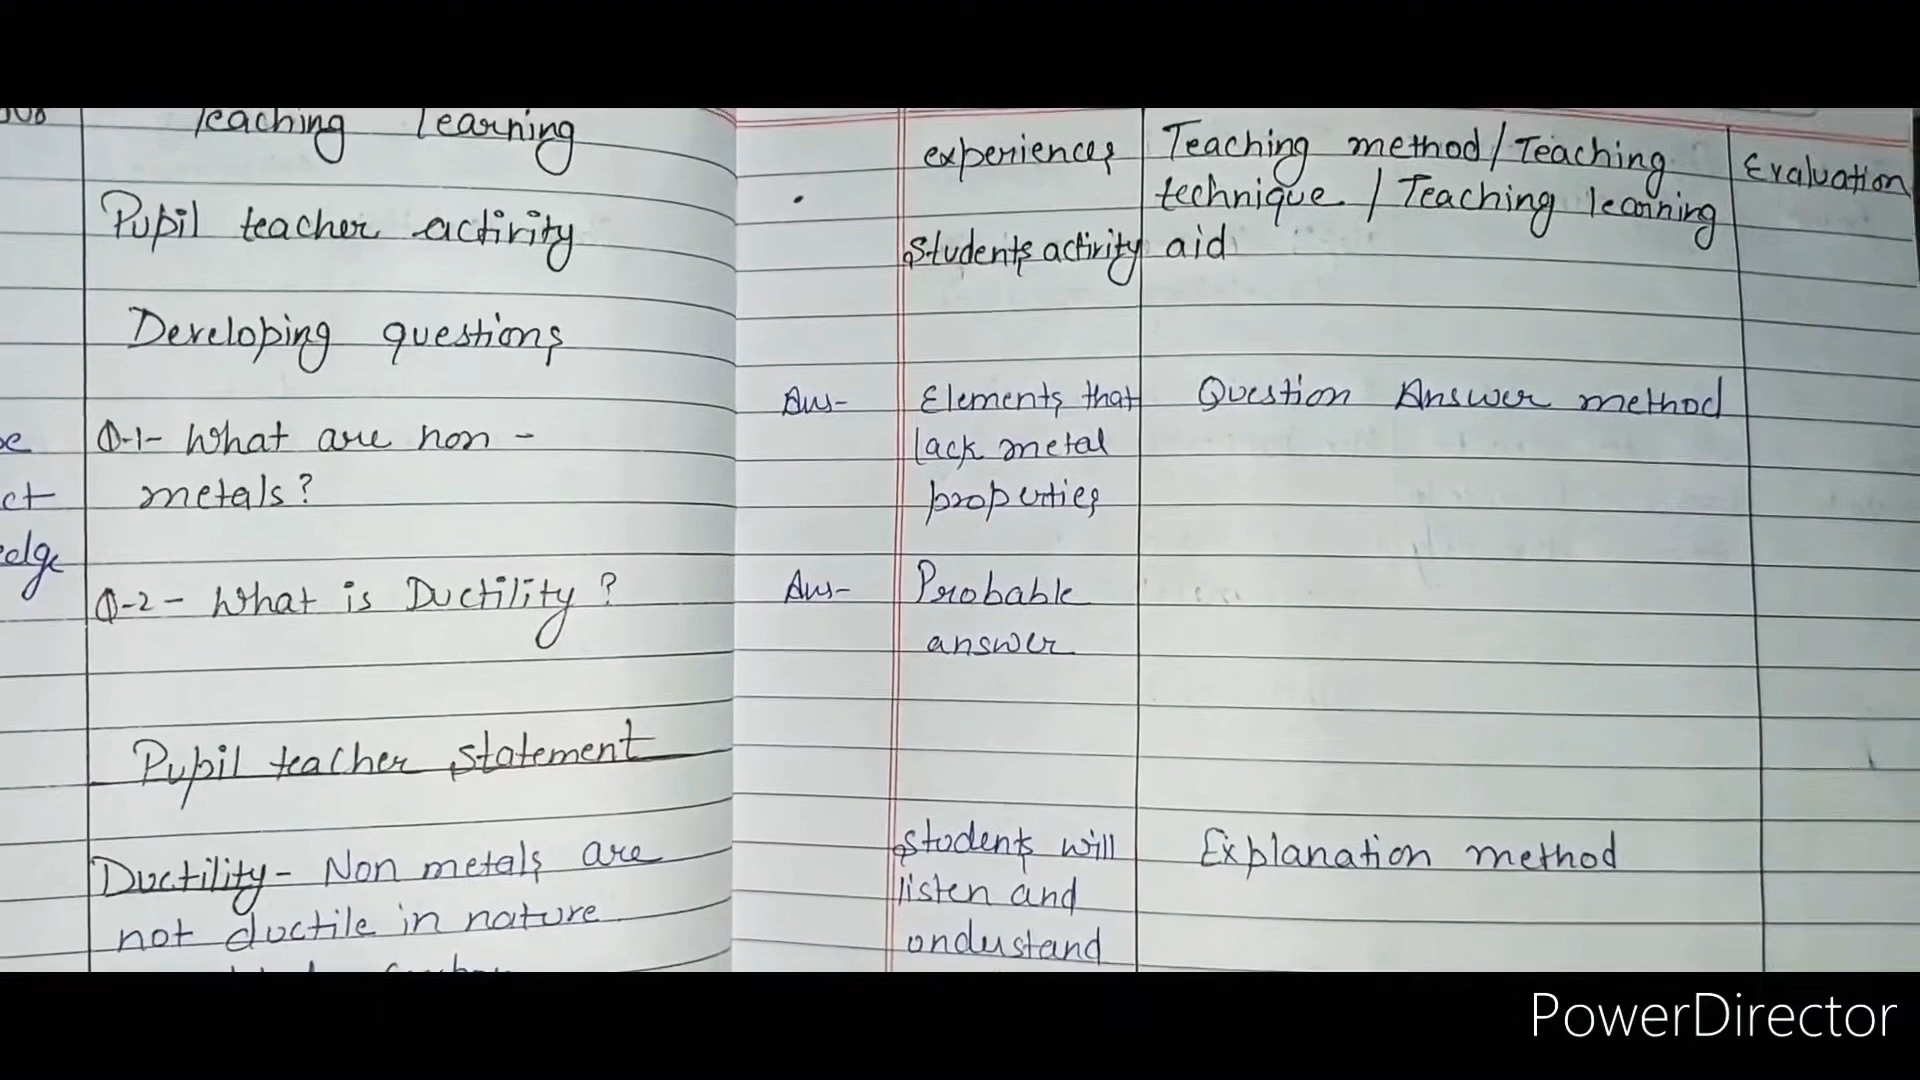 Teaching Learning
Pupil teacher activity
Developing questions
Q-1- What are non -
metals?
Q-2- What is Ductility?
Pupil teacher statement
Ductility- Non metals are
not ductile in nature
experiences
Students activity
Ans- Elements that
lack metal
properties
Ans- Probable
answer
Students will
listen and
understand
Teaching method/Teaching
technique / Teaching learning
aid
Question Answer method
Explanation method
Evaluation
PowerDirector